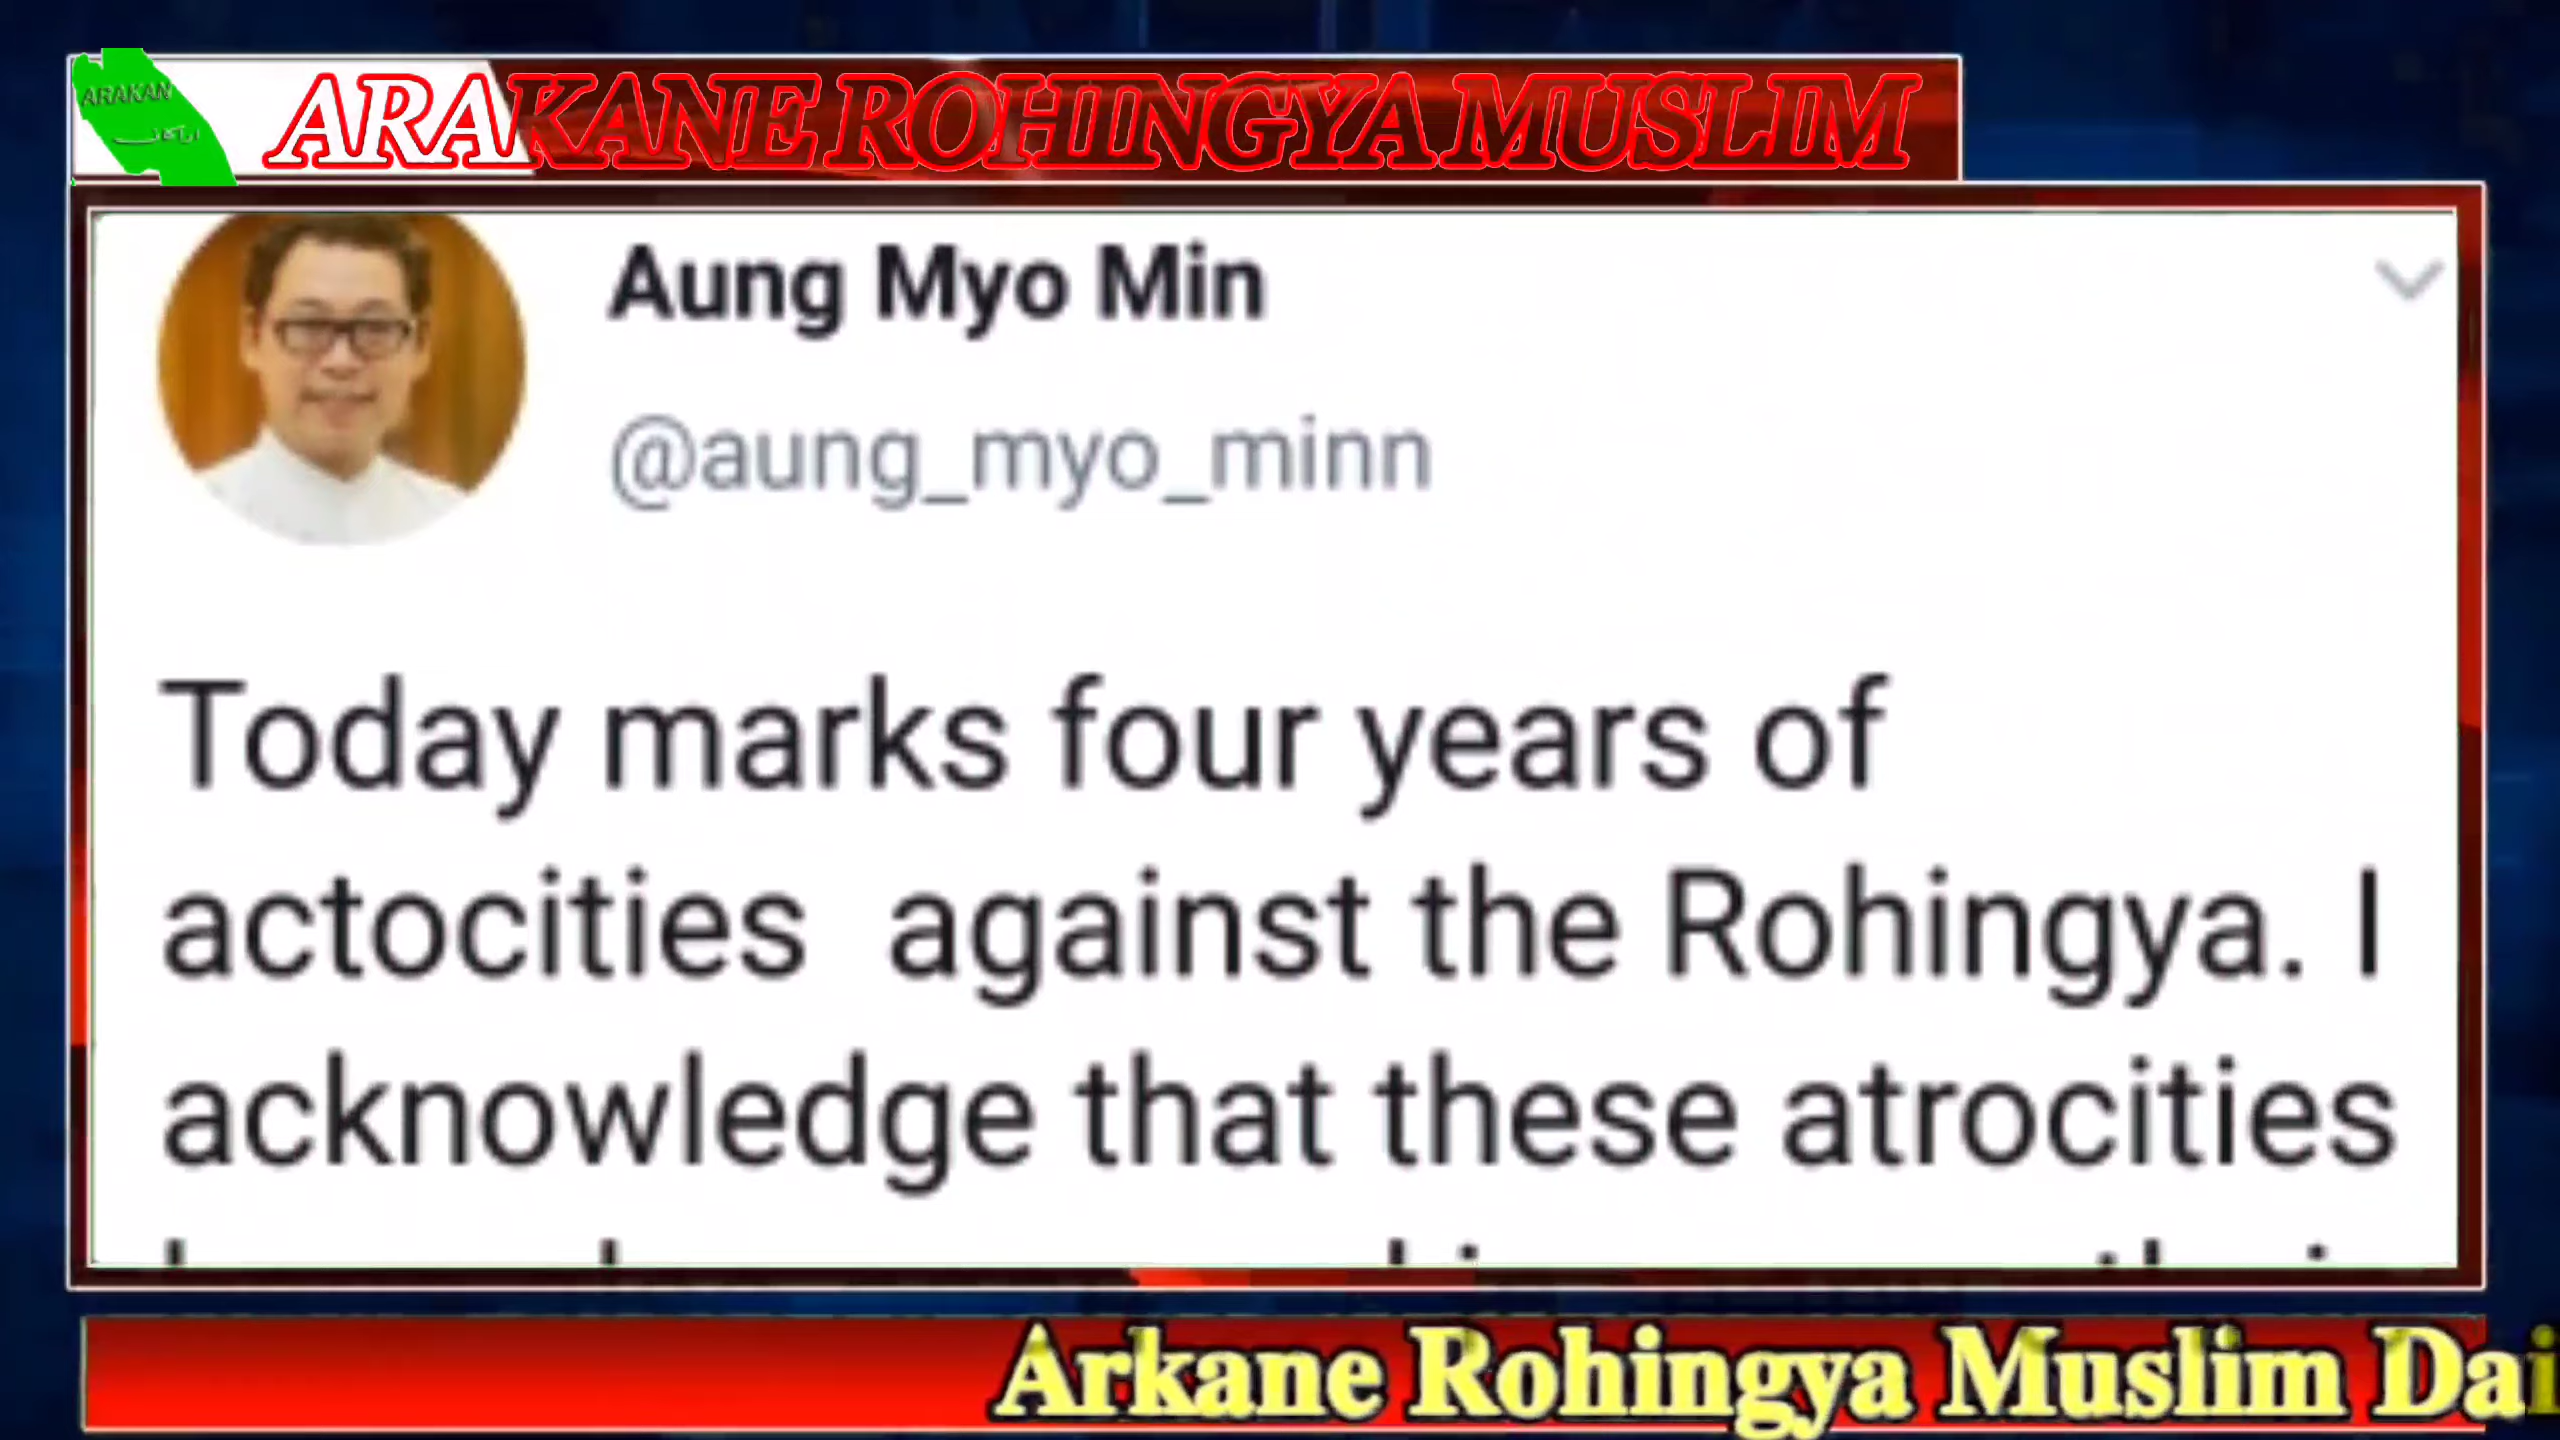 ARAKAN
اراكان
ARAKANE ROHINGYA MUSLIM
Aung Myo Min
@aung_myo_minn
Today marks four years of
actocities against the Rohingya. I
acknowledge that these atrocities
Arkane Rohingya Muslim Dai